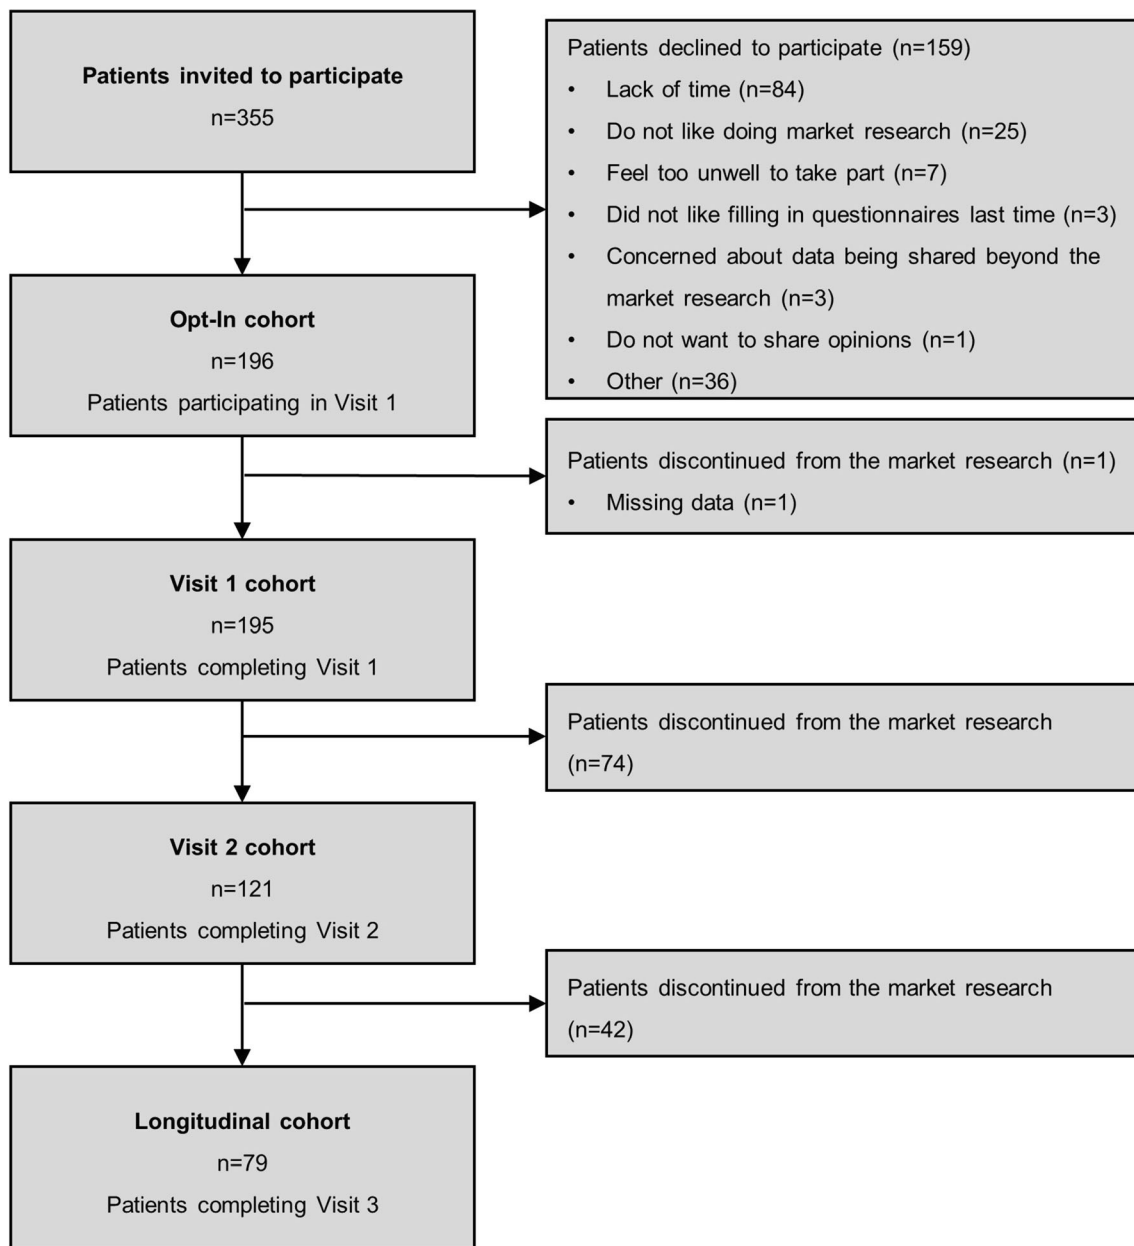 Patients invited to participate
n=355
Patients declined to participate (n=159)
• Lack of time (n=84)
• Do not like doing market research (n=25)
• Feel too unwell to take part (n=7)
• Did not like filling in questionnaires last time (n=3)
• Concerned about data being shared beyond the
market research (n=3)
• Do not want to share opinions (n=1)
• Other (n=36)
Opt-In cohort
n=196
Patients participating in Visit 1
Patients discontinued from the market research (n=1)
• Missing data (n=1)
Visit 1 cohort
n=195
Patients completing Visit 1
Patients discontinued from the market research
(n=74)
Visit 2 cohort
n=121
Patients completing Visit 2
Patients discontinued from the market research
(n=42)
Longitudinal cohort
n=79
Patients completing Visit 3